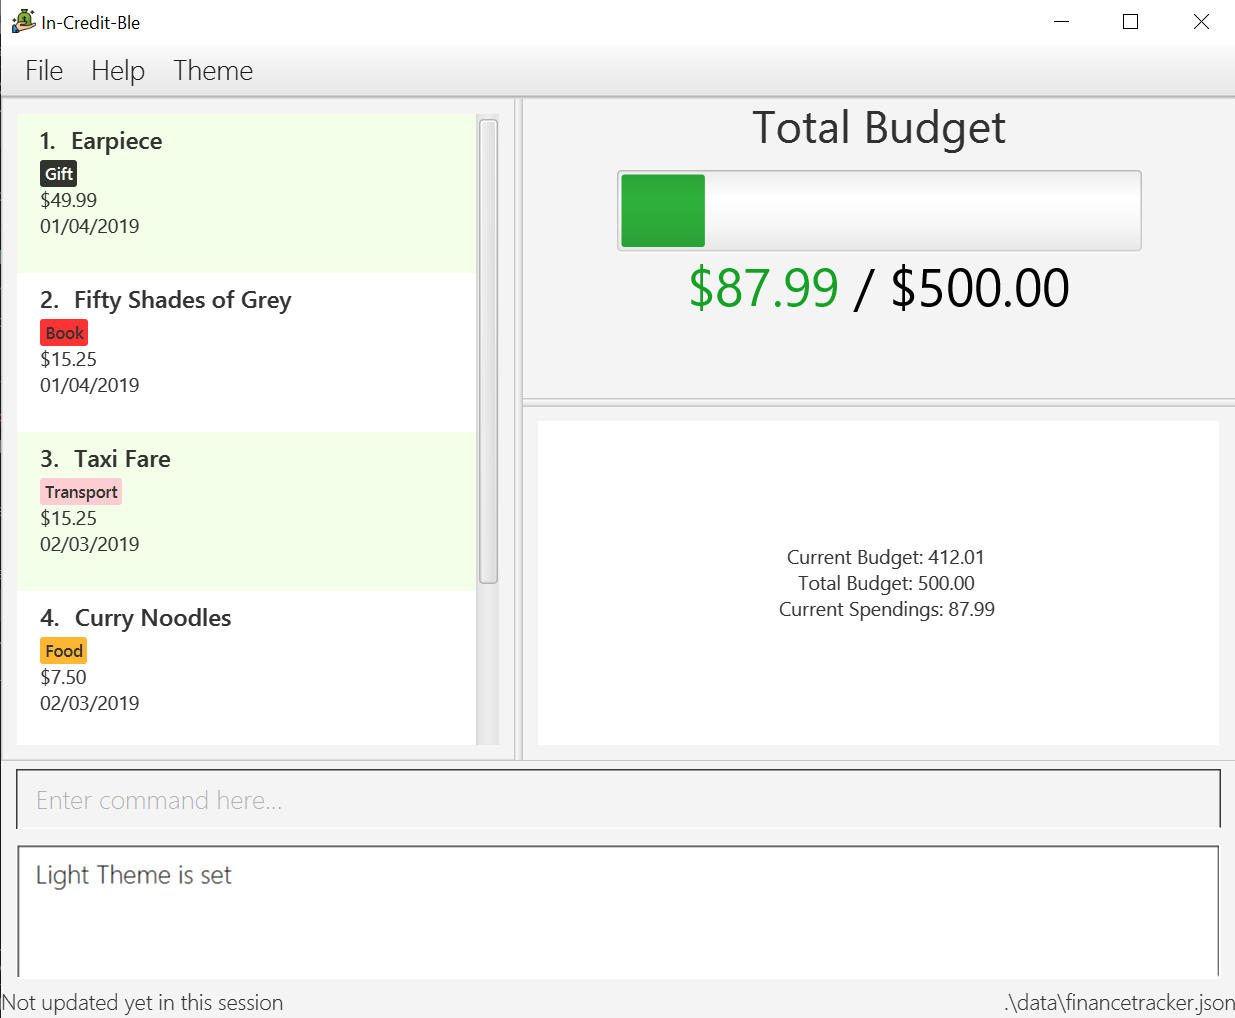 In-Credit-Ble
File Help Theme
1. Earpiece
Gift
$49.99
01/04/2019
2. Fifty Shades of Grey
Book
$15.25
01/04/2019
3. Taxi Fare
Transport
$15.25
02/03/2019
4. Curry Noodles
Food
$7.50
02/03/2019
Total Budget
$87.99 / $500.00
Current Budget: 412.01
Total Budget: 500.00
Current Spendings: 87.99
Enter command here...
Light Theme is set
Not updated yet in this session
.\data\financetracker.json